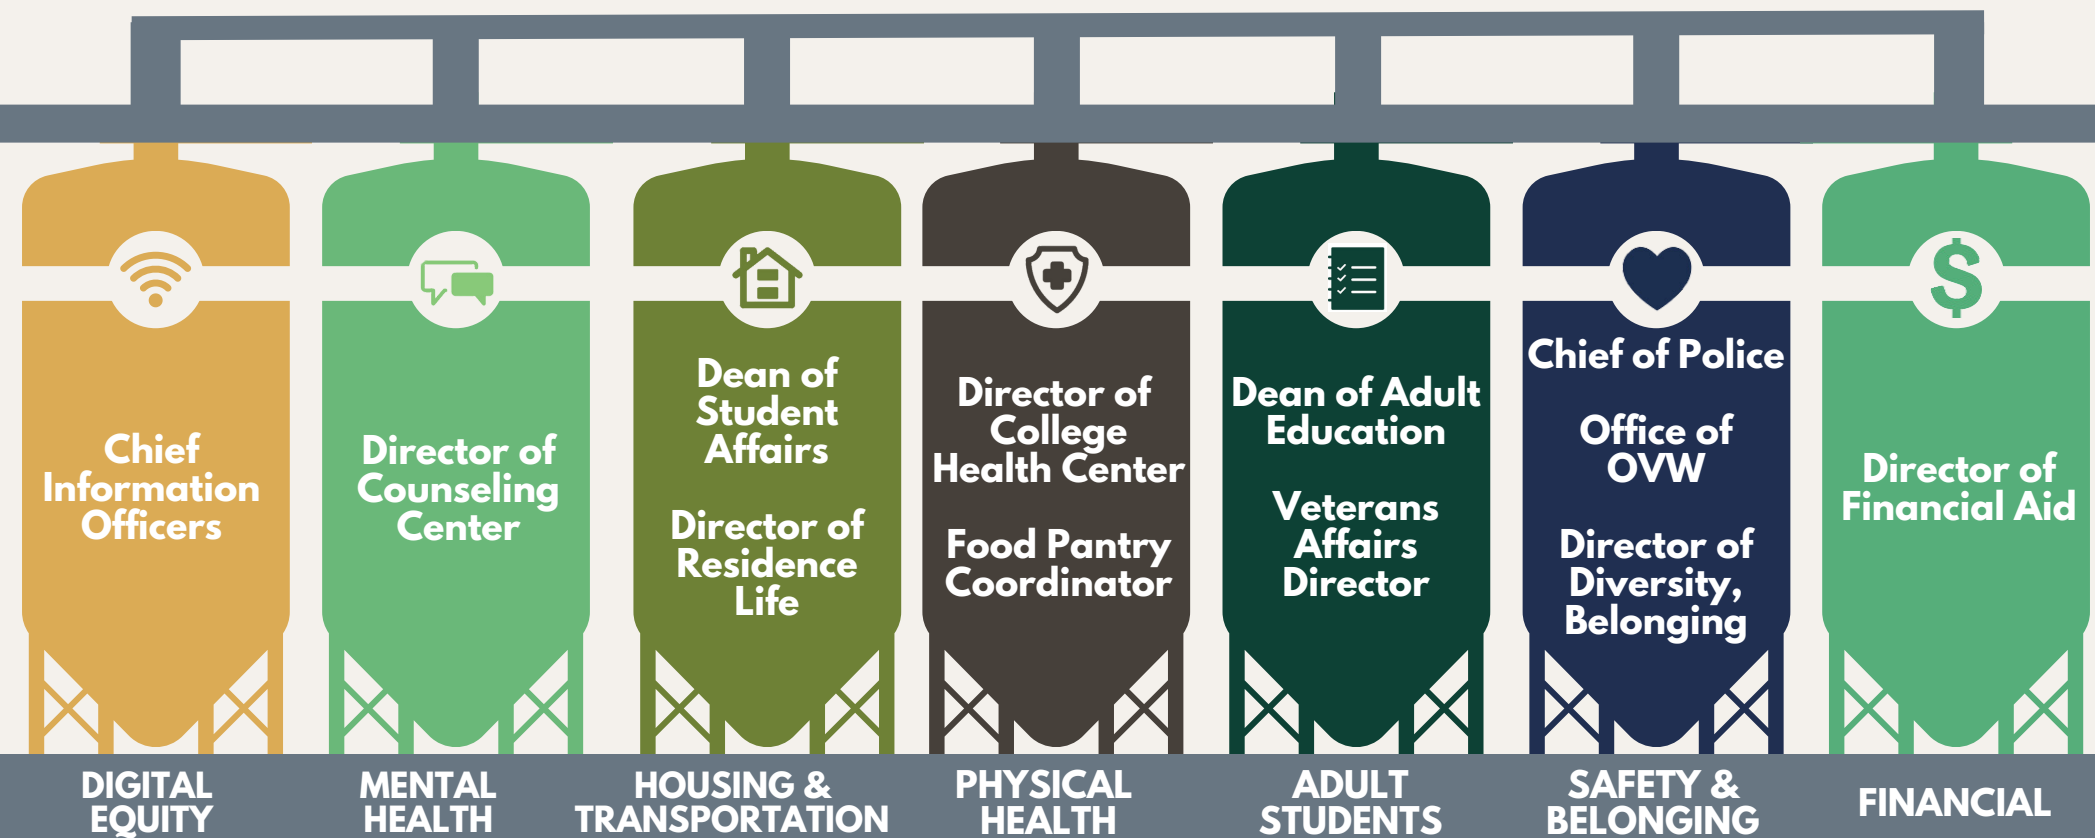 Chief
Information
Officers
Director of
Counseling
Center
Dean of
Student
Affairs
Director of
Residence
Life
Director of
College
Health Center
Food Pantry
Coordinator
Dean of Adult
Education
Veterans
Affairs
Director
Chief of Police
Office of
OVW
Director of
Diversity,
Belonging
Director of
Financial Aid
DIGITAL
EQUITY
MENTAL
HEALTH
HOUSING &
TRANSPORTATION
PHYSICAL
HEALTH
ADULT
STUDENTS
SAFETY &
BELONGING
FINANCIAL